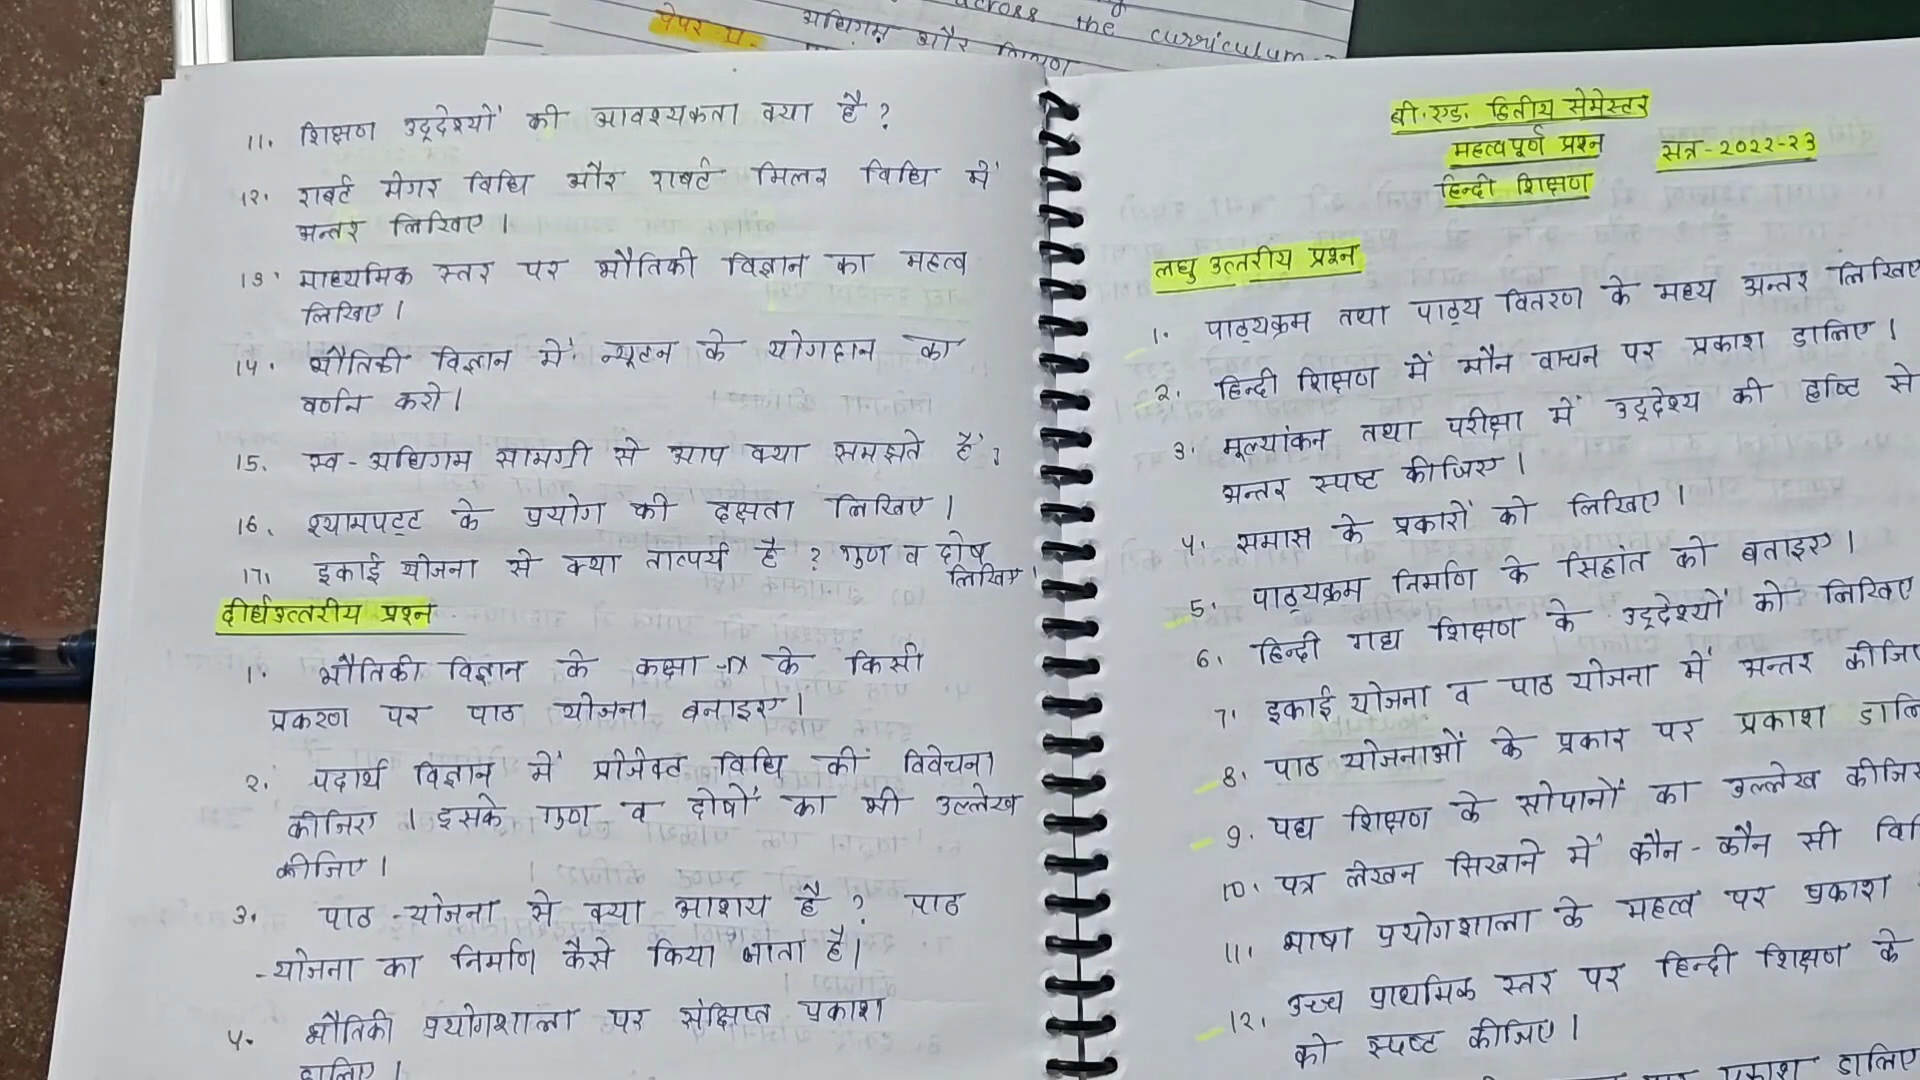 across the curriculum
पेपर
अधिगम और शिक्षण
11. शिक्षण उद्देश्यों की आवश्यकता क्या है?
12. राबर्ट मेगर विधि और राबर्ट मिलर विधि में
अन्तर लिखिए।
13. माध्यमिक स्तर पर भौतिकी विज्ञान का महत्व
लिखिए।
14. भौतिकी विज्ञान में न्यूटन के योगदान का
वर्णन करो।
15. स्व-अधिगम सामग्री से आप क्या समझते हैं?
16. श्यामपट्ट के प्रयोग की दक्षता लिखिए।
17. इकाई योजना से क्या तात्पर्य है? गुण व दोष
लिखिए
दीर्घउत्तरीय प्रश्न
1. भौतिकी विज्ञान के कक्षा-IX के किसी
प्रकरण पर पाठ योजना बनाइए।
2. पदार्थ विज्ञान में प्रोजेक्ट विधि की विवेचना
कीजिए। इसके गुण व दोषों का भी उल्लेख
कीजिए।
3. पाठ-योजना से क्या आशय है? पाठ
-योजना का निर्माण कैसे किया जाता है।
4. भौतिकी प्रयोगशाला पर संक्षिप्त प्रकाश
डालिए।
बी.एड. द्वितीय सेमेस्टर
महत्वपूर्ण प्रश्न सत्र-2022-23
हिन्दी शिक्षण
लघु उत्तरीय प्रश्न
1. पाठ्यक्रम तथा पाठ्य वितरण के मध्य अन्तर लिखिए
2. हिन्दी शिक्षण में मौन वाचन पर प्रकाश डालिए।
3. मूल्यांकन तथा परीक्षा में उद्देश्य की दृष्टि से
अन्तर स्पष्ट कीजिए।
4. समास के प्रकारों को लिखिए।
5. पाठ्यक्रम निर्माण के सिद्धांत को बताइए।
6. हिन्दी गद्य शिक्षण के उद्देश्यों को लिखिए
7. इकाई योजना व पाठ योजना में अन्तर कीजिए
8. पाठ योजनाओं के प्रकार पर प्रकाश डालि
9. पद्य शिक्षण के सोपानों का उल्लेख कीजिए
10. पत्र लेखन सिखाने में कौन-कौन सी वि
11. भाषा प्रयोगशाला के महत्व पर प्रकाश
12. उच्च प्राथमिक स्तर पर हिन्दी शिक्षण के
को स्पष्ट कीजिए।
पर प्रकाश डालिए